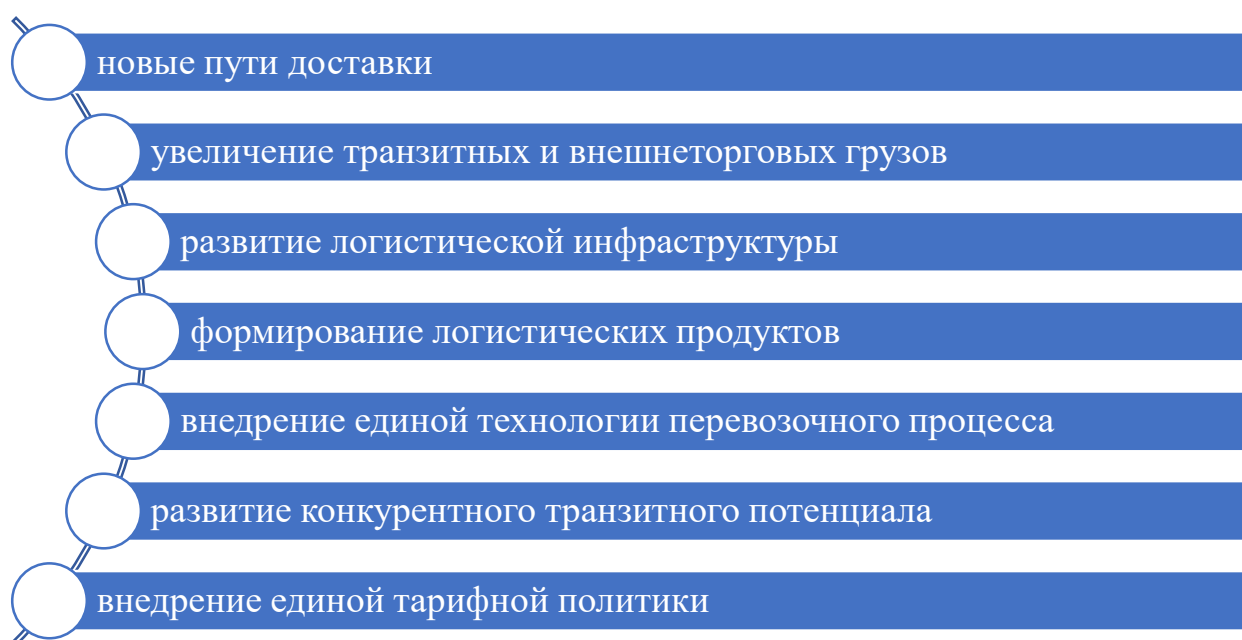 новые пути доставки
увеличение транзитных и внешнеторговых грузов
развитие логистической инфраструктуры
формирование логистических продуктов
внедрение единой технологии перевозочного процесса
развитие конкурентного транзитного потенциала
внедрение единой тарифной политики